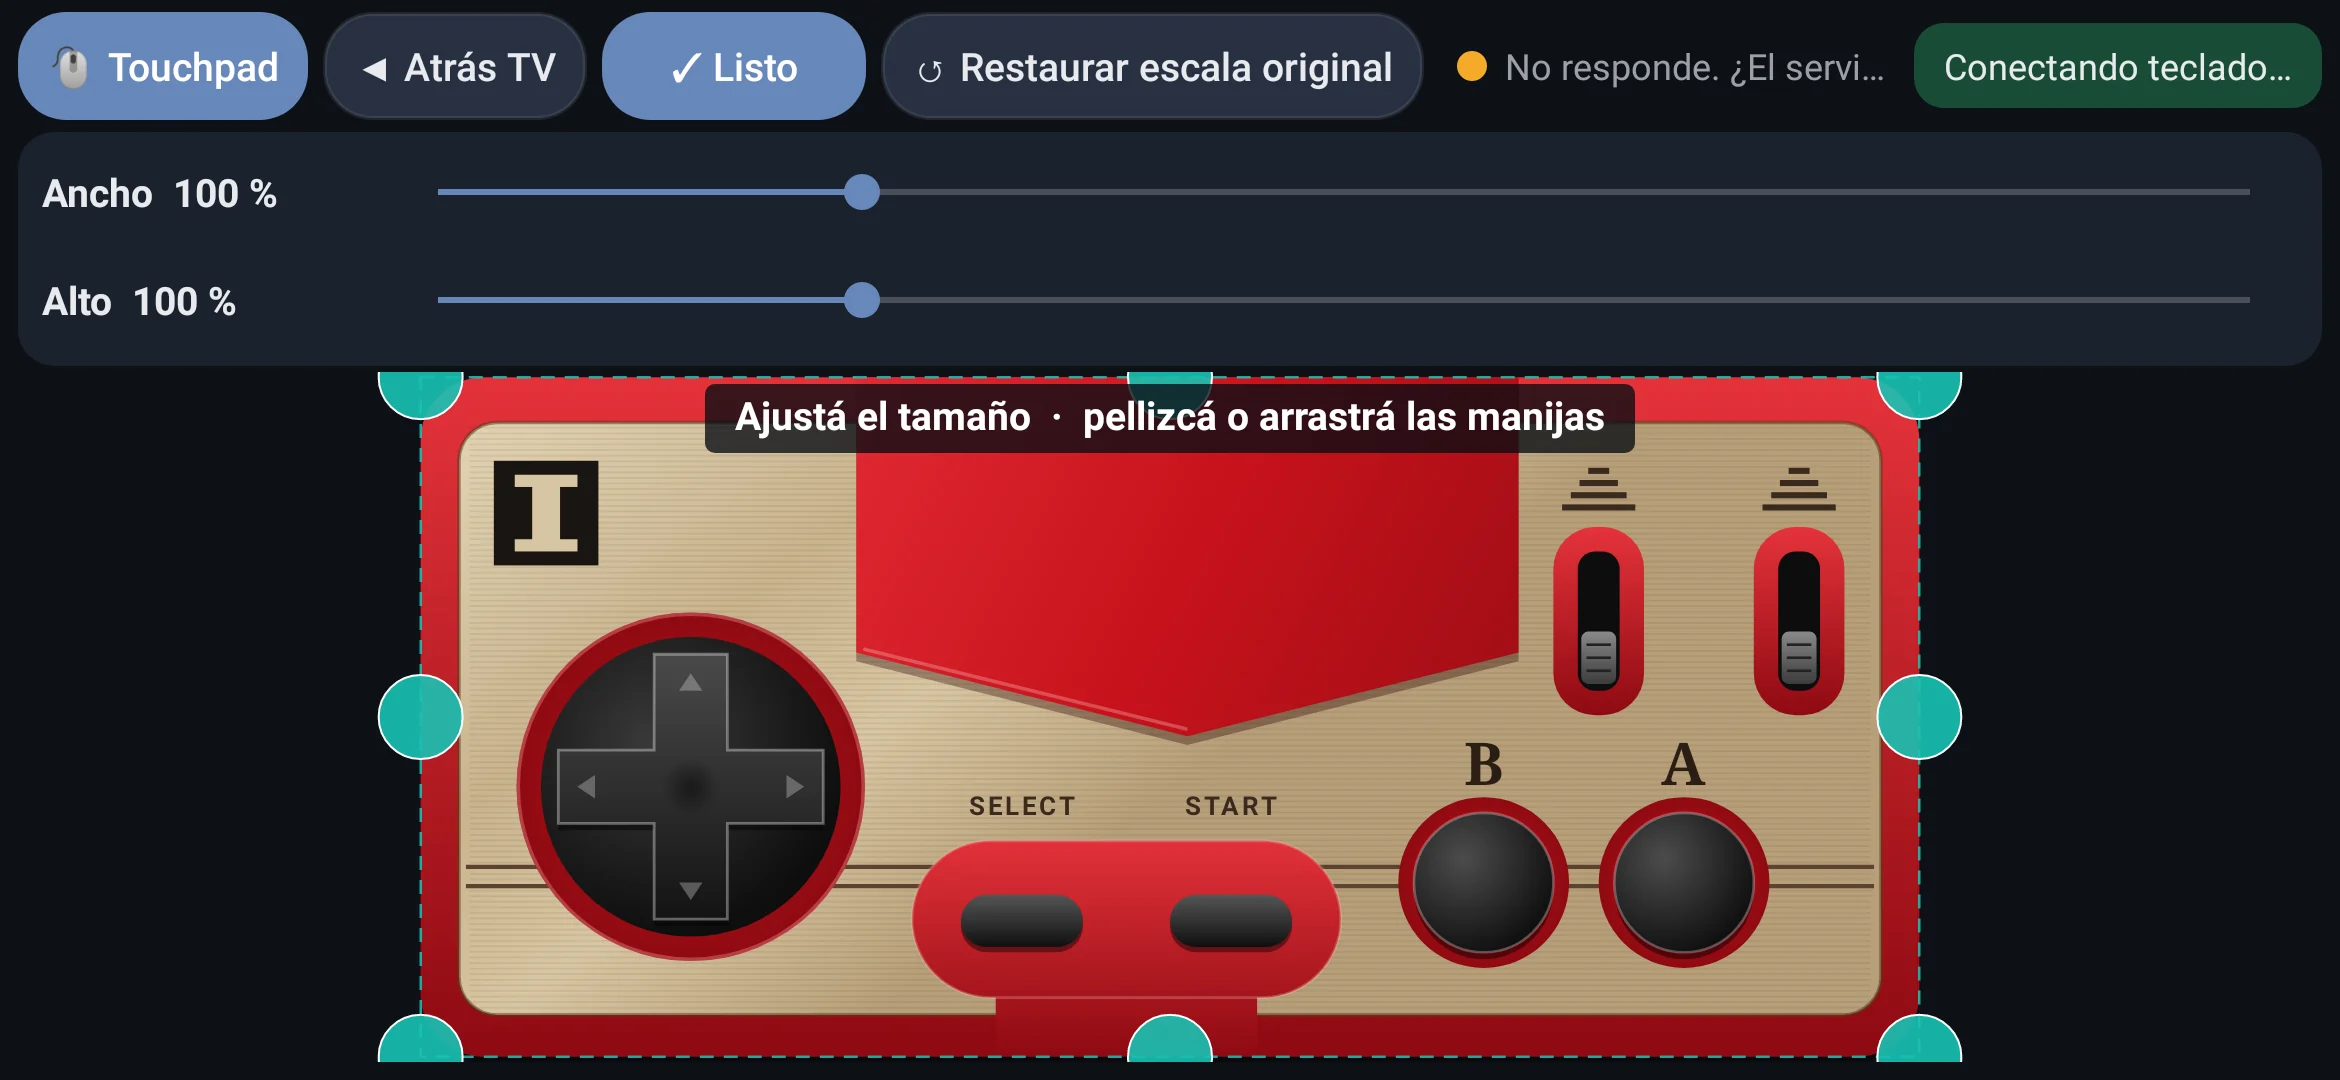 Touchpad
◀ Atrás TV
✓ Listo
↺ Restaurar escala original
No responde. ¿El servi...
Conectando teclado...
Ancho 100 %
Alto 100 %
Ajustá el tamaño · pellizcá o arrastrá las manijas
I
B
A
SELECT
START